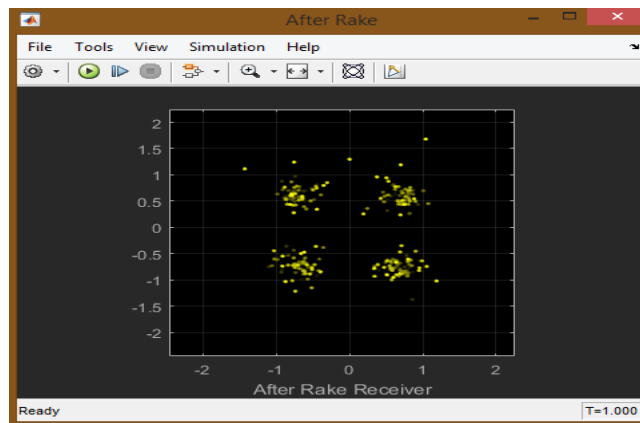 After Rake
File Tools View Simulation Help
2
1.5
1
0.5
0
-0.5
-1
-1.5
-2
-2 -1 0 1 2
After Rake Receiver
Ready T=1.000